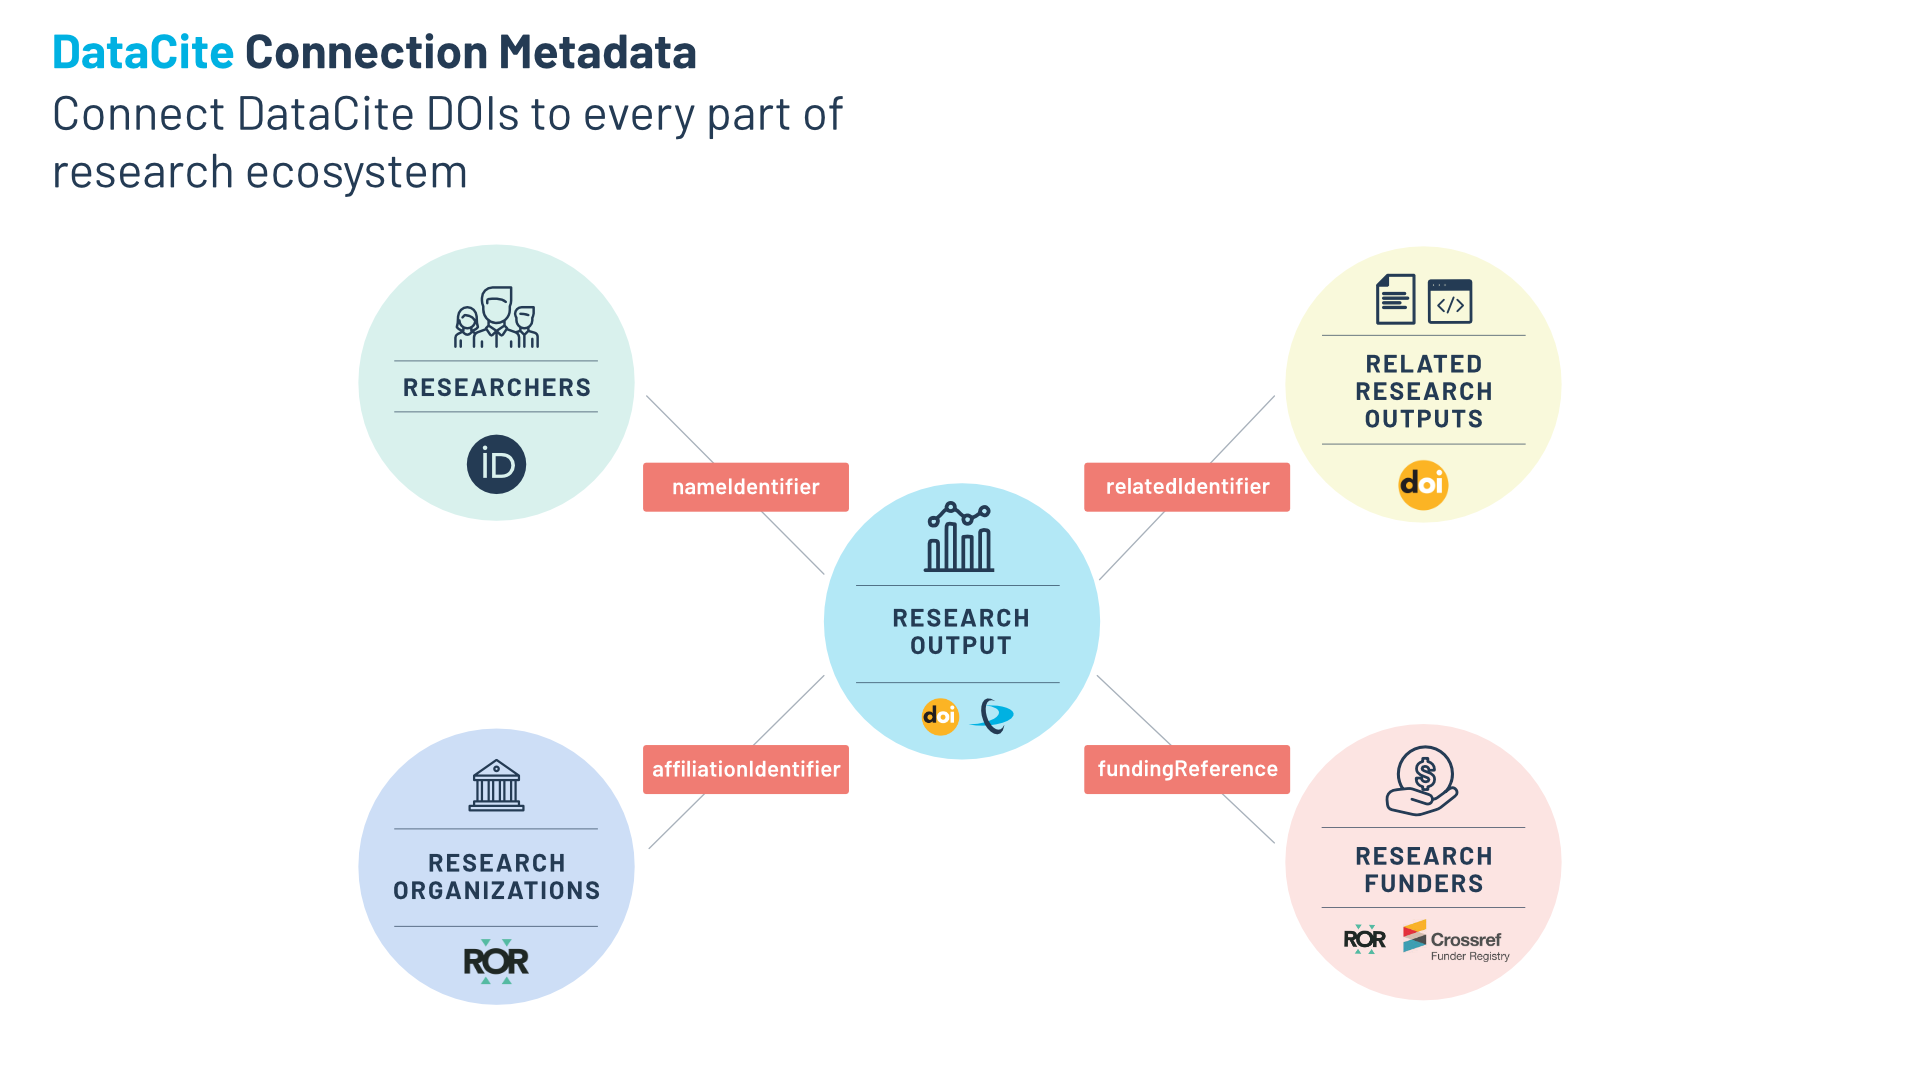 DataCite Connection Metadata
Connect DataCite DOIs to every part of
research ecosystem
RESEARCHERS
iD
nameIdentifier
RELATED
RESEARCH
OUTPUTS
doi
relatedIdentifier
RESEARCH
OUTPUT
doi
RESEARCH
ORGANIZATIONS
ROR
affiliationIdentifier
fundingReference
RESEARCH
FUNDERS
ROR
Crossref
Funder Registry